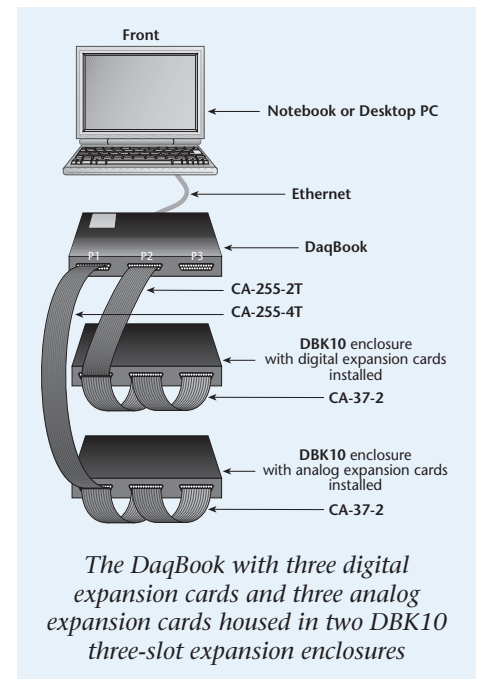 Front
Notebook or Desktop PC
Ethernet
DaqBook
P1 P2 P3
CA-255-2T
CA-255-4T
DBK10 enclosure
with digital expansion cards
installed
CA-37-2
DBK10 enclosure
with analog expansion cards
installed
CA-37-2
The DaqBook with three digital
expansion cards and three analog
expansion cards housed in two DBK10
three-slot expansion enclosures